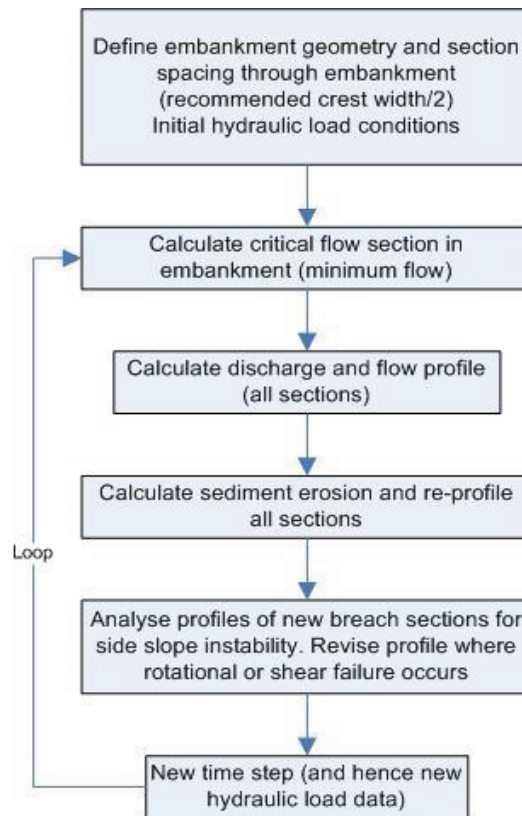 Define embankment geometry and section
spacing through embankment
(recommended crest width/2)
Initial hydraulic load conditions
Calculate critical flow section in
embankment (minimum flow)
Calculate discharge and flow profile
(all sections)
Calculate sediment erosion and re-profile
all sections
Loop
Analyse profiles of new breach sections for
side slope instability. Revise profile where
rotational or shear failure occurs
New time step (and hence new
hydraulic load data)